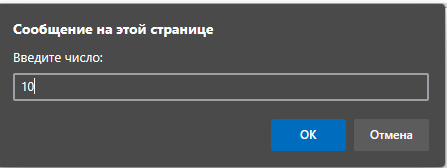 Сообщение на этой странице
Введите число:
10
OK
Отмена